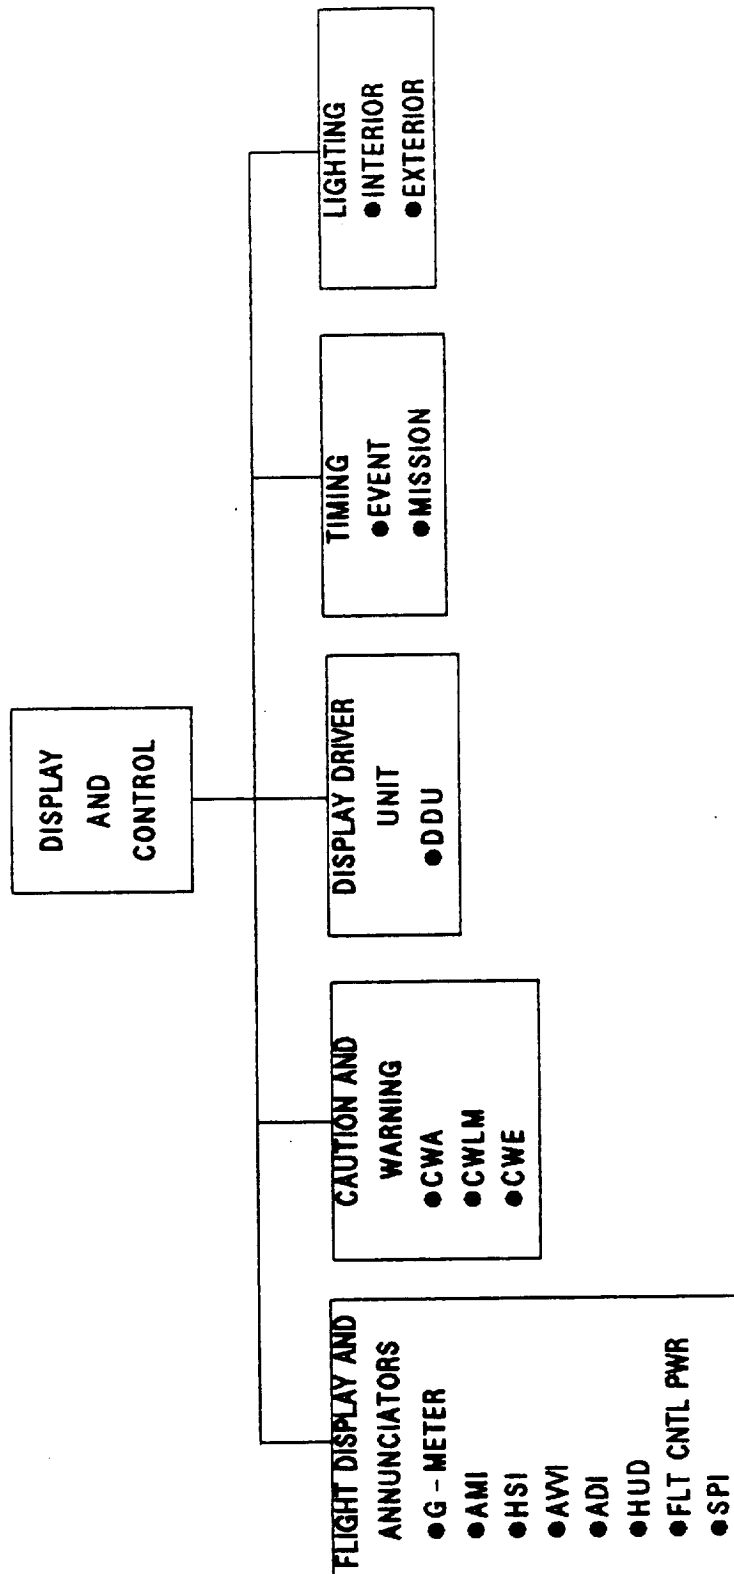 DISPLAY
AND
CONTROL
FLIGHT DISPLAY AND
ANNUNCIATORS
●G - METER
●AMI
●HSI
●AVVI
●ADI
●HUD
●FLT CNTL PWR
●SPI
CAUTION AND
WARNING
●CWA
●CWLM
●CWE
DISPLAY DRIVER
UNIT
●DDU
TIMING
●EVENT
●MISSION
LIGHTING
●INTERIOR
●EXTERIOR